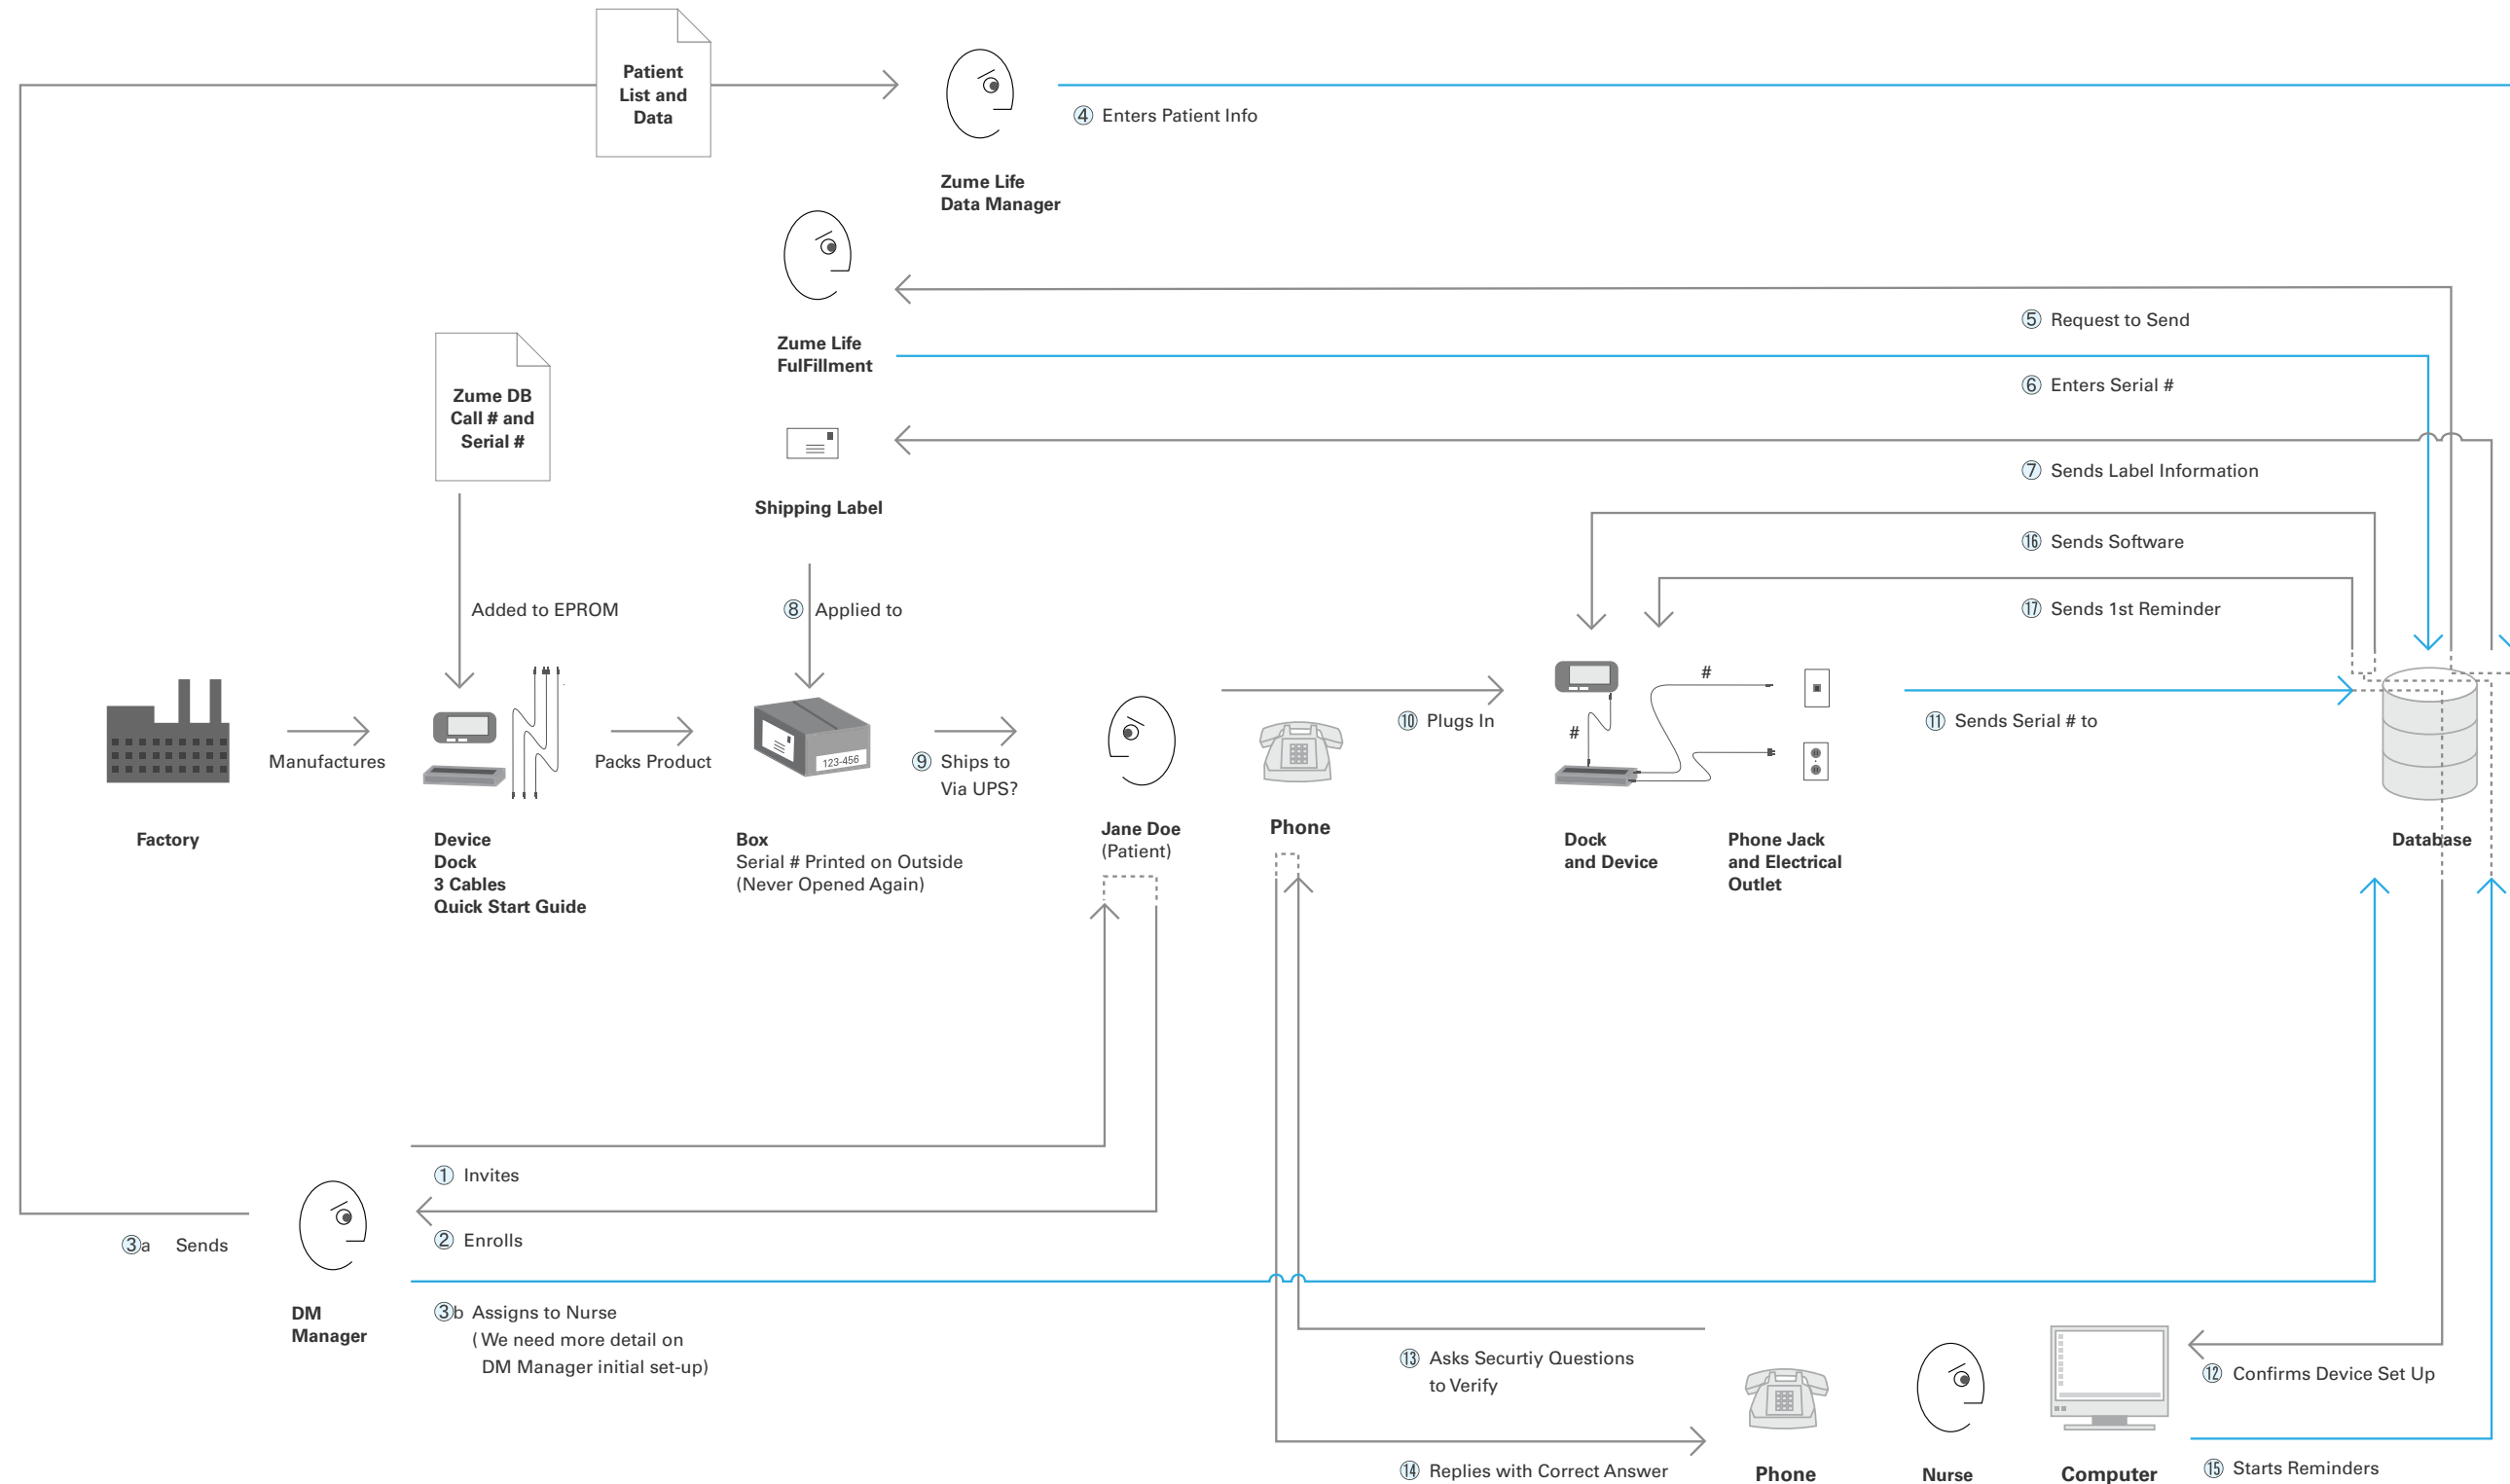 Patient
List and
Data
④ Enters Patient Info
Zume Life
Data Manager
⑤ Request to Send
Zume Life
FulFillment
⑥ Enters Serial #
Zume DB
Call # and
Serial #
⑦ Sends Label Information
Shipping Label
⑯ Sends Software
Added to EPROM
⑧ Applied to
⑰ Sends 1st Reminder
#
#
Manufactures
Packs Product
123-456
⑨ Ships to
Via UPS?
⑩ Plugs In
⑪ Sends Serial # to
Factory
Device
Dock
3 Cables
Quick Start Guide
Box
Serial # Printed on Outside
(Never Opened Again)
Jane Doe
(Patient)
Phone
Dock
and Device
Phone Jack
and Electrical
Outlet
Database
① Invites
② Enrolls
③a Sends
DM
Manager
③b Assigns to Nurse
(We need more detail on
DM Manager initial set-up)
⑬ Asks Securtiy Questions
to Verify
⑫ Confirms Device Set Up
⑭ Replies with Correct Answer
Phone
Nurse
Computer
⑮ Starts Reminders